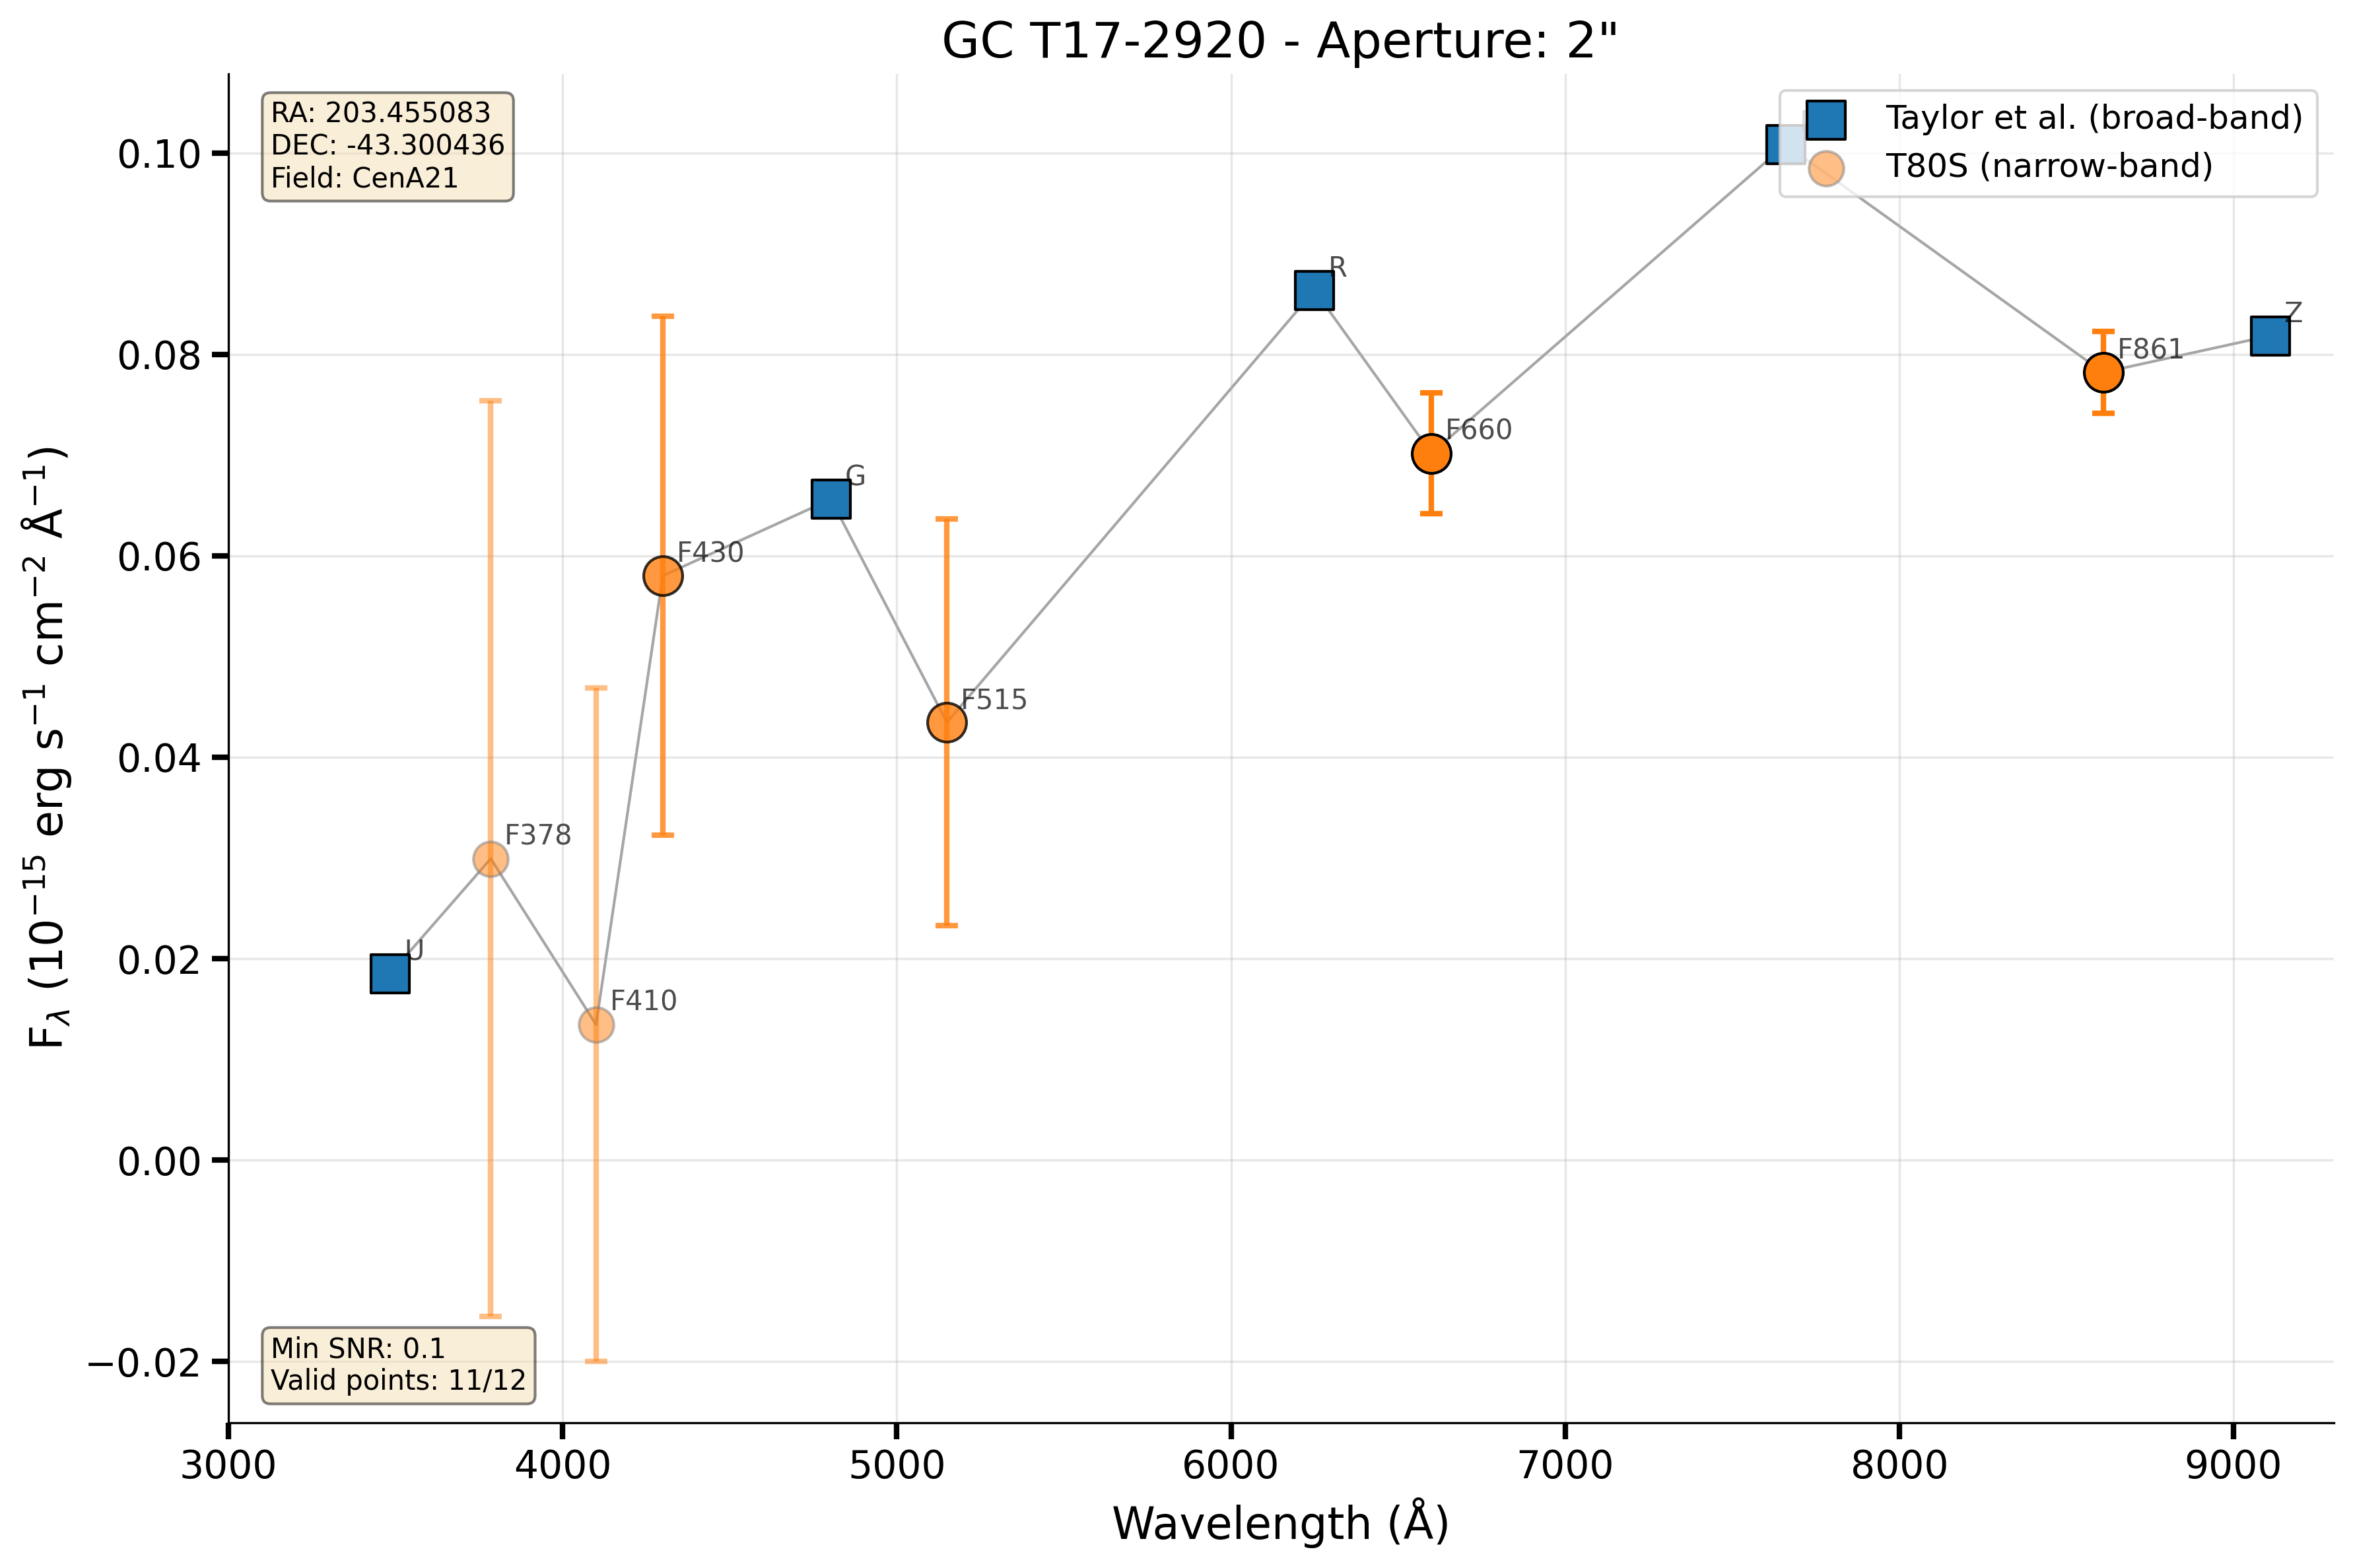 GC T17-2920 - Aperture: 2"
RA: 203.455083
DEC: -43.300436
Field: CenA21
Taylor et al. (broad-band)
T80S (narrow-band)
0.10
0.08
0.06
0.04
0.02
0.00
−0.02
F$_{λ}$ (10$^{−15}$ erg s$^{−1}$ cm$^{−2}$ Å$^{−1}$)
U
F378
F410
F430
G
F515
R
F660
F861
Z
Min SNR: 0.1
Valid points: 11/12
3000 4000 5000 6000 7000 8000 9000
Wavelength (Å)